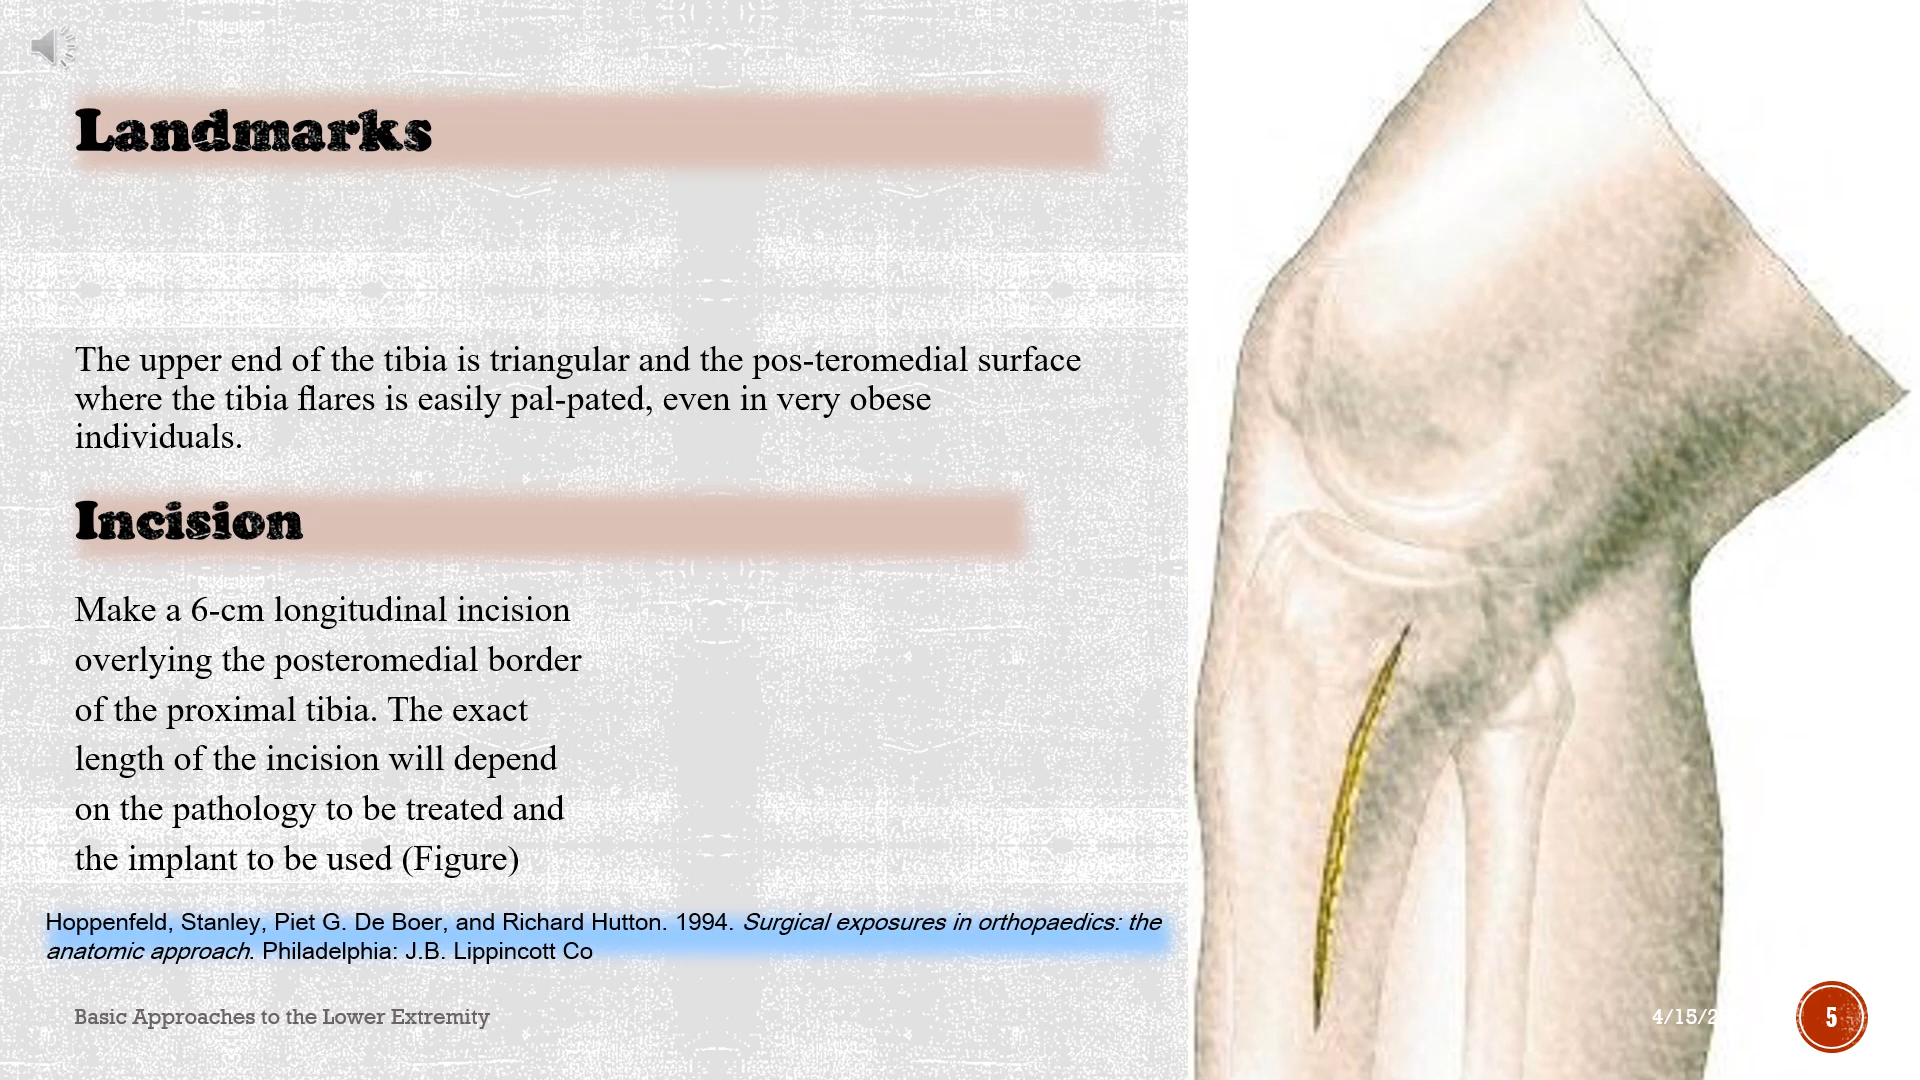 Landmarks
The upper end of the tibia is triangular and the pos-teromedial surface
where the tibia flares is easily pal-pated, even in very obese
individuals.
Incision
Make a 6-cm longitudinal incision
overlying the posteromedial border
of the proximal tibia. The exact
length of the incision will depend
on the pathology to be treated and
the implant to be used (Figure)
Hoppenfeld, Stanley, Piet G. De Boer, and Richard Hutton. 1994. Surgical exposures in orthopaedics: the
anatomic approach. Philadelphia: J.B. Lippincott Co
Basic Approaches to the Lower Extremity
5